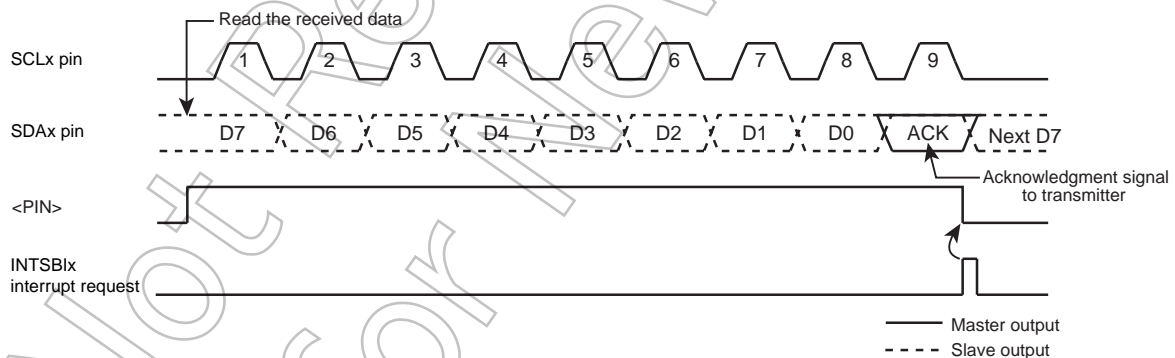 Read the received data
SCLx pin
1 2 3 4 5 6 7 8 9
SDAx pin
D7 D6 D5 D4 D3 D2 D1 D0 ACK Next D7
Acknowledgment signal
to transmitter
<PIN>
INTSBIx
interrupt request
Master output
Slave output